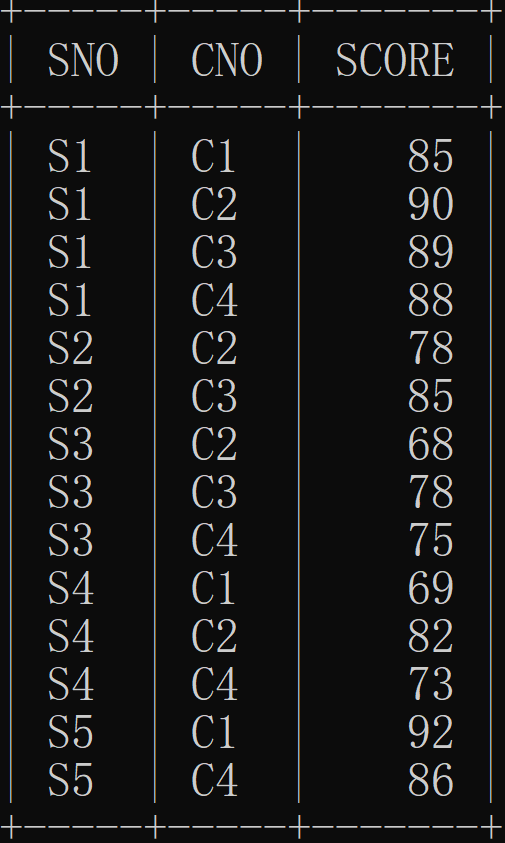 +------+------+--------+
| SNO | CNO | SCORE |
+------+------+--------+
| S1 | C1 | 85 |
| S1 | C2 | 90 |
| S1 | C3 | 89 |
| S1 | C4 | 88 |
| S2 | C2 | 78 |
| S2 | C3 | 85 |
| S3 | C2 | 68 |
| S3 | C3 | 78 |
| S3 | C4 | 75 |
| S4 | C1 | 69 |
| S4 | C2 | 82 |
| S4 | C4 | 73 |
| S5 | C1 | 92 |
| S5 | C4 | 86 |
+------+------+--------+